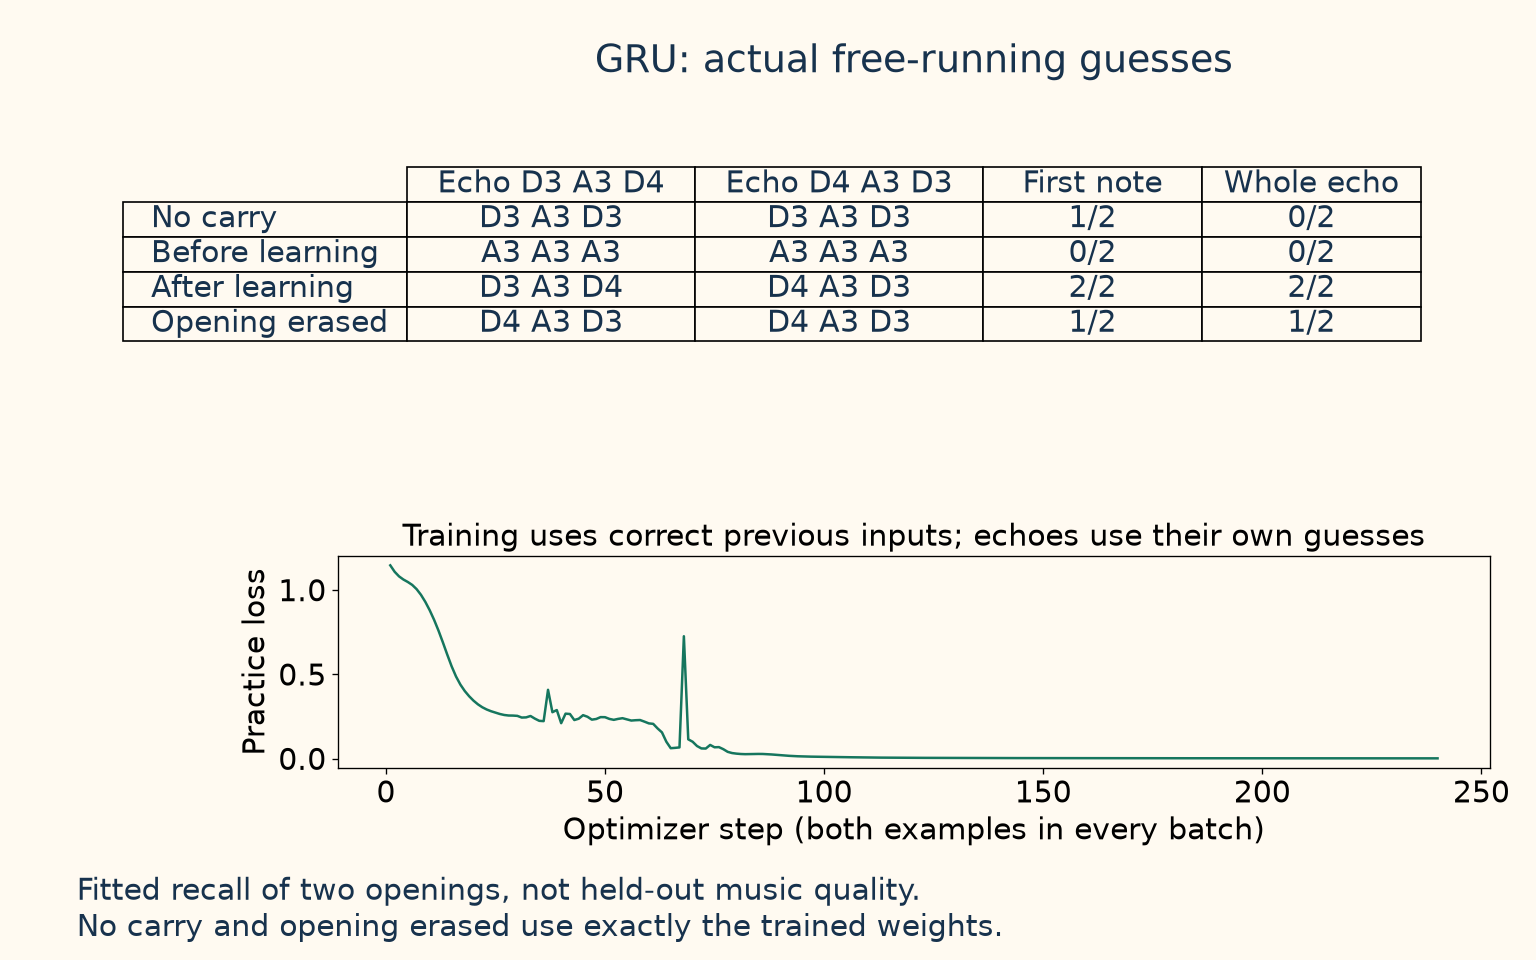 GRU: actual free-running guesses
Echo D3 A3 D4 Echo D4 A3 D3 First note Whole echo
No carry D3 A3 D3 D3 A3 D3 1/2 0/2
Before learning A3 A3 A3 A3 A3 A3 0/2 0/2
After learning D3 A3 D4 D4 A3 D3 2/2 2/2
Opening erased D4 A3 D3 D4 A3 D3 1/2 1/2
Training uses correct previous inputs; echoes use their own guesses
Practice loss
1.0
0.5
0.0
0 50 100 150 200 250
Optimizer step (both examples in every batch)
Fitted recall of two openings, not held-out music quality.
No carry and opening erased use exactly the trained weights.